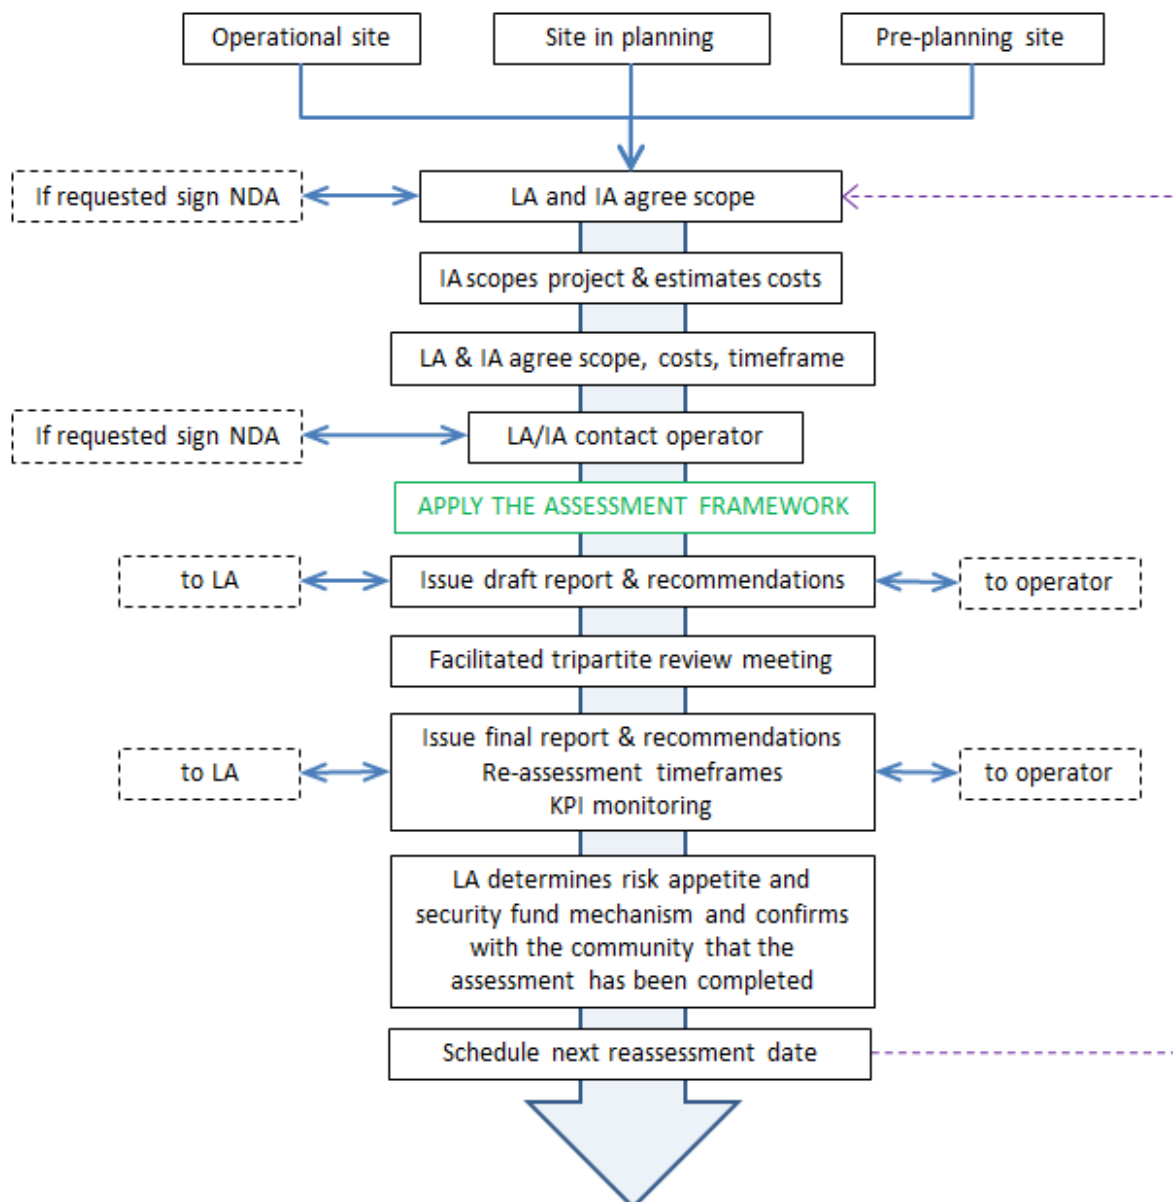 Operational site
Site in planning
Pre-planning site
If requested sign NDA
LA and IA agree scope
IA scopes project & estimates costs
LA & IA agree scope, costs, timeframe
If requested sign NDA
LA/IA contact operator
APPLY THE ASSESSMENT FRAMEWORK
to LA
Issue draft report & recommendations
to operator
Facilitated tripartite review meeting
Issue final report & recommendations
to LA
Re-assessment timeframes
to operator
KPI monitoring
LA determines risk appetite and
security fund mechanism and confirms
with the community that the
assessment has been completed
Schedule next reassessment date